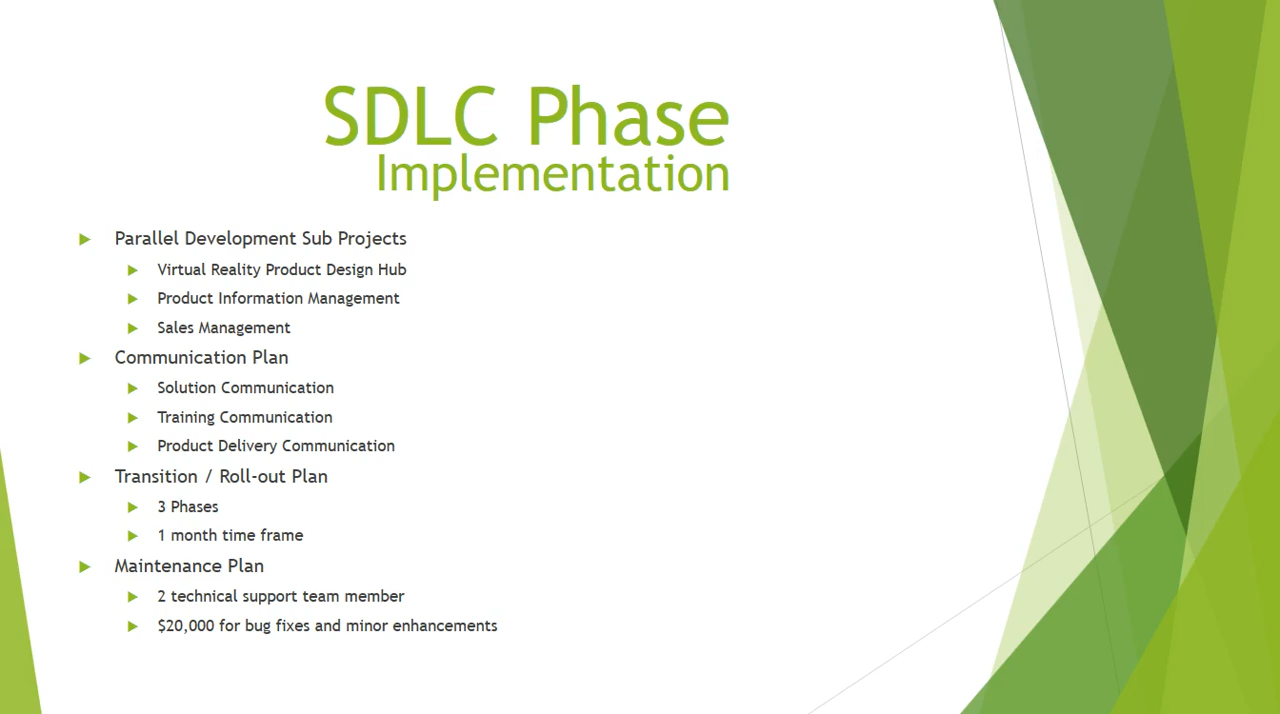 SDLC Phase
Implementation
Parallel Development Sub Projects
Virtual Reality Product Design Hub
Product Information Management
Sales Management
Communication Plan
Solution Communication
Training Communication
Product Delivery Communication
Transition / Roll-out Plan
3 Phases
1 month time frame
Maintenance Plan
2 technical support team member
$20,000 for bug fixes and minor enhancements